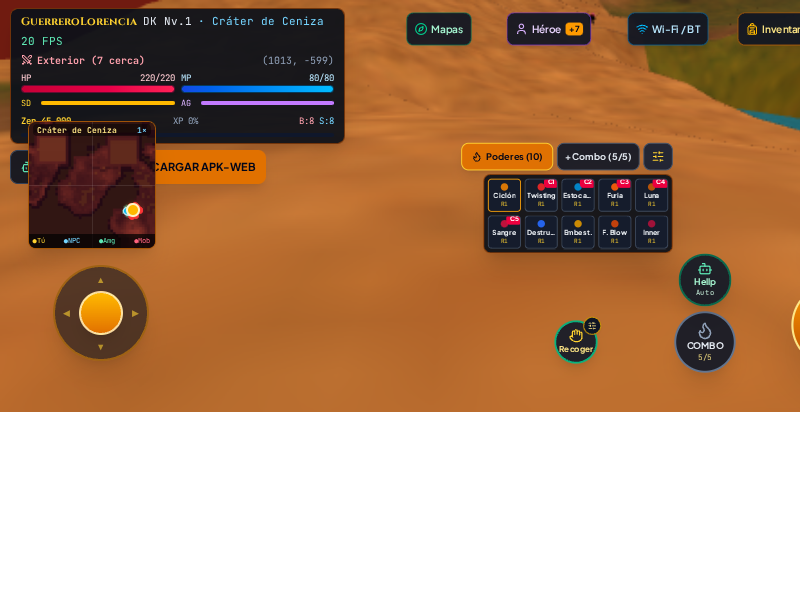 GUERREROLORENCIA DK Nv.1 · Cráter de Ceniza
20 FPS
Exterior (7 cerca) (1013, -599)
HP 220/220 MP 80/80
SD AG
XP 0% B:8 S:8
Cráter de Ceniza 1×
CARGAR APK-WEB
●Tú ●NPC ●Amg ●Mob
Mapas
Héroe +7
Wi-Fi / BT
Inventar
Poderes (10) +Combo (5/5)
C1 C2 C3 C4
Ciclón Twisting Estoca... Furia Luna
R1 R1 R1 R1 R1
C5
Sangre Destru... Embest. F. Blow Inner
R1 R1 R1 R1 R1
Help
Auto
Recoger
COMBO
5/5